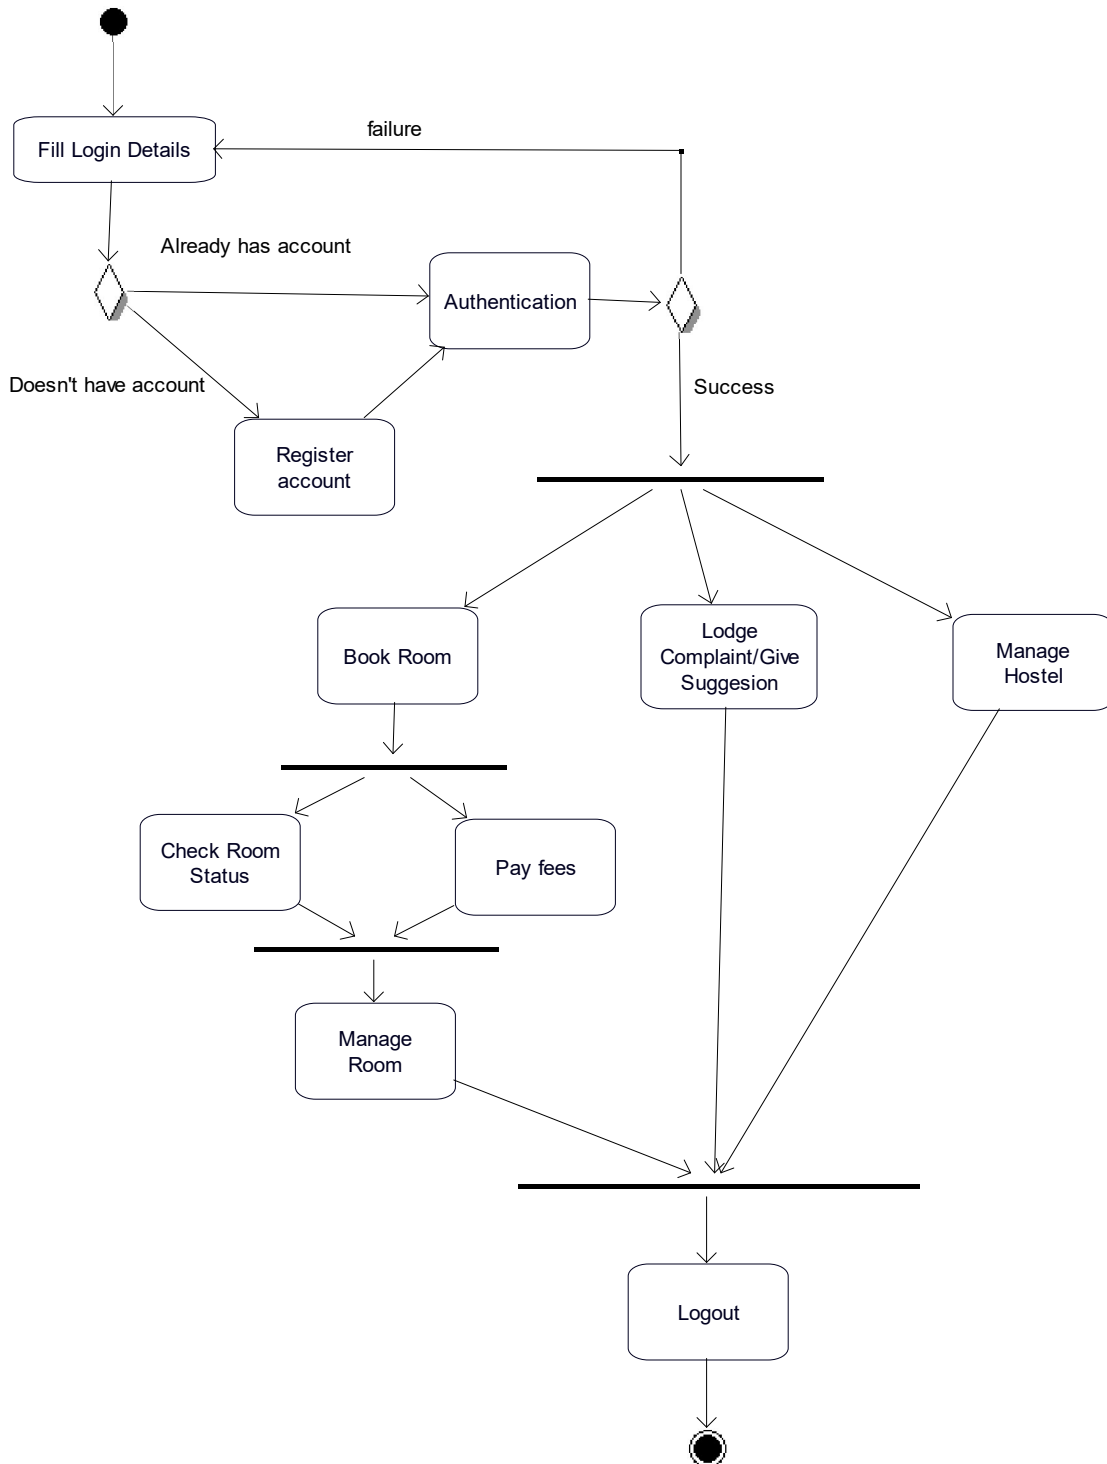 failure
Fill Login Details
Already has account
Authentication
Doesn't have account
Success
Register
account
Book Room
Lodge
Complaint/Give
Suggesion
Manage
Hostel
Check Room
Status
Pay fees
Manage
Room
Logout